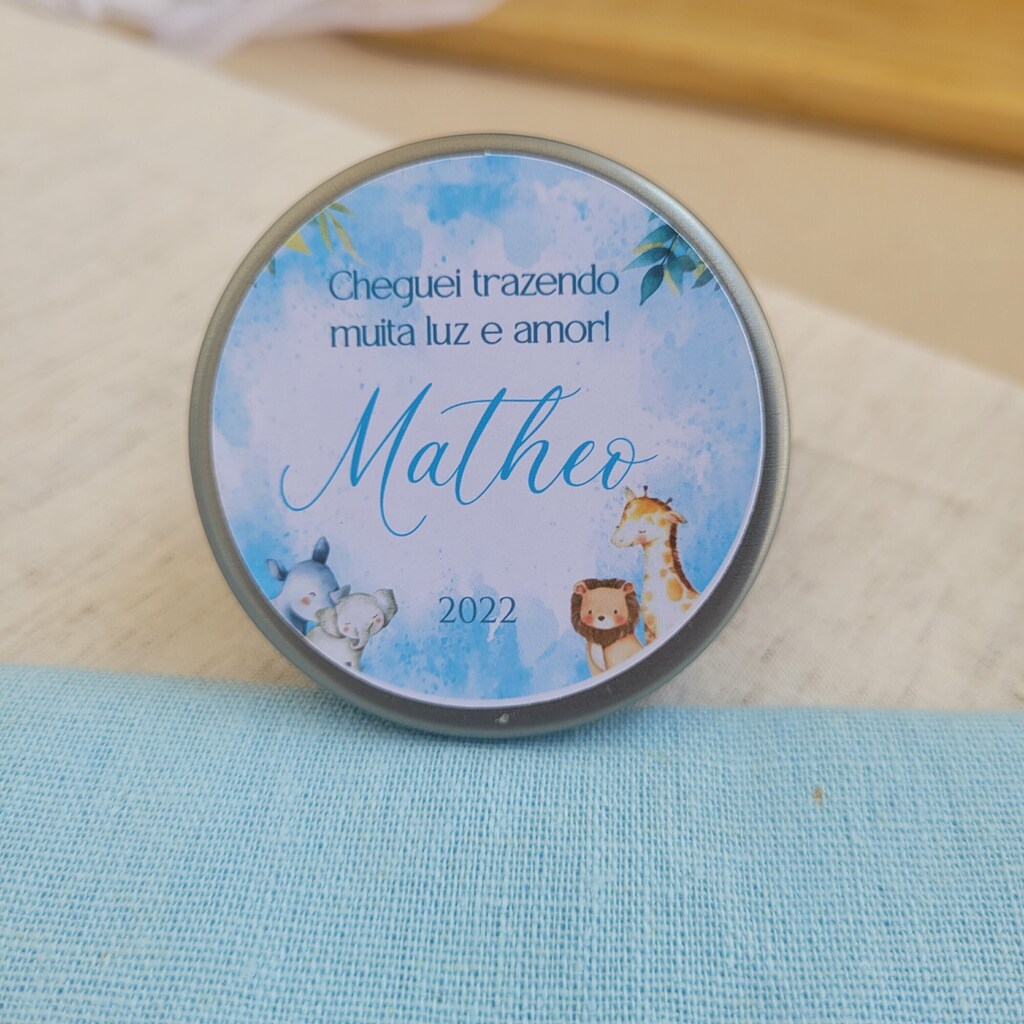 Cheguei trazendo
muita luz e amor!
Matheo
2022